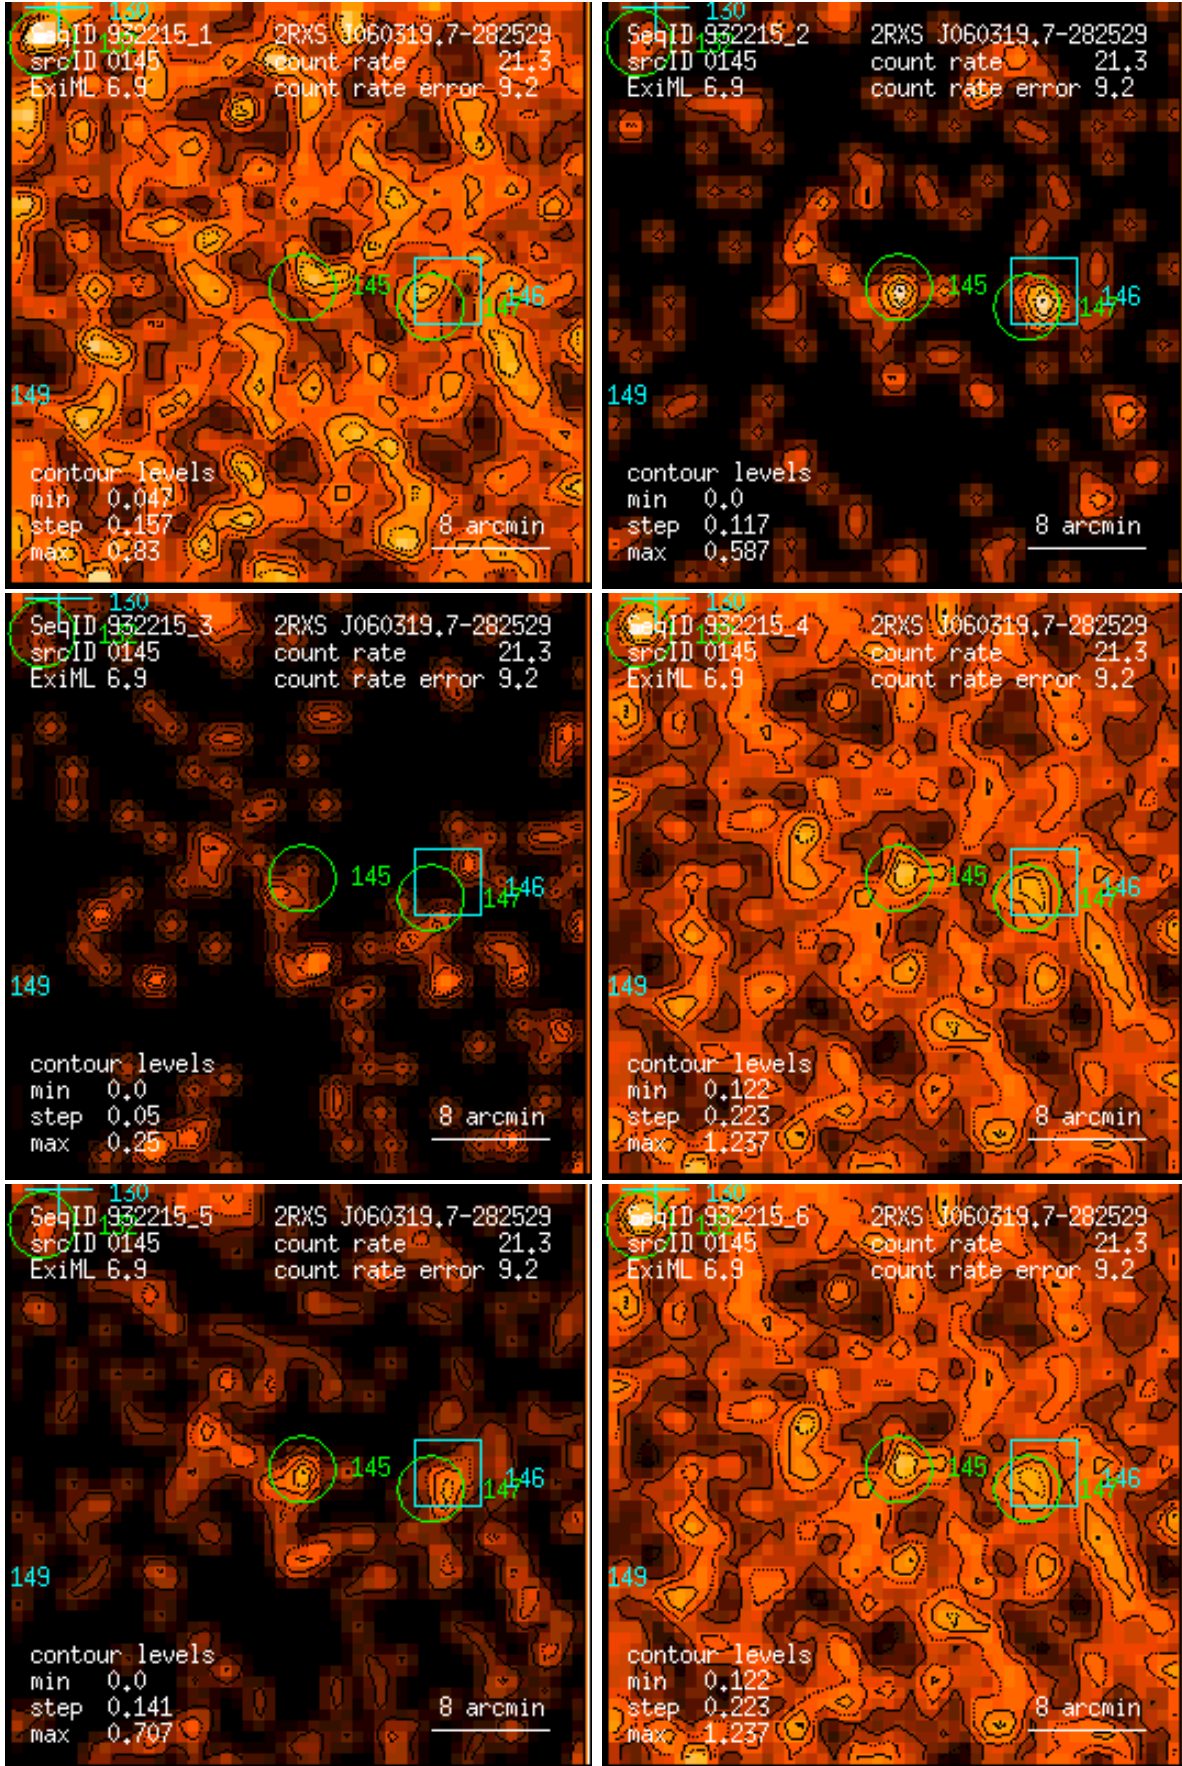 130
SeqID 932215_1 2RXS J060319.7-282529
132
srcID 0145 count rate 21.3
ExiML 6.9 count rate error 9.2
145
146
147
149
contour levels
min 0.047
step 0.157 8 arcmin
max 0.83
130
SeqID 932215_2 2RXS J060319.7-282529
132
srcID 0145 count rate 21.3
ExiML 6.9 count rate error 9.2
145
146
147
149
contour levels
min 0.0
step 0.117 8 arcmin
max 0.587
130
SeqID 932215_3 2RXS J060319.7-282529
132
srcID 0145 count rate 21.3
ExiML 6.9 count rate error 9.2
145
146
147
149
contour levels
min 0.0
step 0.05 8 arcmin
max 0.25
130
SeqID 932215_4 2RXS J060319.7-282529
132
srcID 0145 count rate 21.3
ExiML 6.9 count rate error 9.2
145
146
147
149
contour levels
min 0.122
step 0.223 8 arcmin
max 1.237
130
SeqID 932215_5 2RXS J060319.7-282529
132
srcID 0145 count rate 21.3
ExiML 6.9 count rate error 9.2
145
146
147
149
contour levels
min 0.0
step 0.141 8 arcmin
max 0.707
130
SeqID 932215_6 2RXS J060319.7-282529
132
srcID 0145 count rate 21.3
ExiML 6.9 count rate error 9.2
145
146
147
149
contour levels
min 0.122
step 0.223 8 arcmin
max 1.237